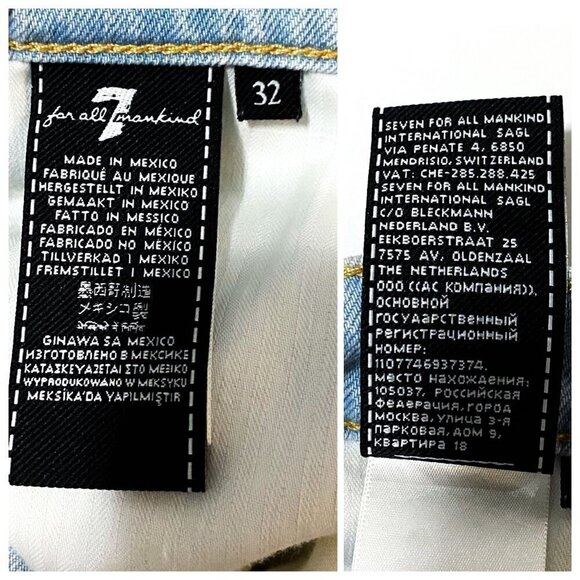 7
for all mankind
32
MADE IN MEXICO
FABRIQUÉ AU MEXIQUE
HERGESTELLT IN MEXIKO
GEMAAKT IN MEXICO
FATTO IN MESSICO
FABRICADO EN MÉXICO
FABRICADO NO MÉXICO
TILLVERKAD I MEXIKO
FREMSTILLET I MEXIKO
墨西哥制造
メキシコ製
GINAWA SA MEXICO
ИЗГОТОВЛЕНО В МЕКСИКЕ
ΚΑΤΑΣΚΕΥΑΖΕΤΑΙ ΣΤΟ ΜΕΞΙΚΟ
WYPRODUKOWANO W MEKSYKU
MEKSİKA'DA YAPILMIŞTIR
SEVEN FOR ALL MANKIND
INTERNATIONAL SAGL
VIA PENATE 4, 6850
MENDRISIO, SWITZERLAND
VAT: CHE-285.288.425
SEVEN FOR ALL MANKIND
INTERNATIONAL SAGL
C/O BLECKMANN
NEDERLAND B.V.
EEKBOERSTRAAT 25
7575 AV, OLDENZAAL
THE NETHERLANDS
ООО ((АС КОМПАНИЯ)),
ОСНОВНОЙ
ГОСУДАРСТВЕННЫЙ
РЕГИСТРАЦИОННЫЙ
НОМЕР:
1107746937374.
МЕСТО НАХОЖДЕНИЯ:
105037, РОССИЙСКАЯ
ФЕДЕРАЦИЯ, ГОРОД
МОСКВА, УЛИЦА 3-Я
ПАРКОВАЯ, ДОМ 9,
КВАРТИРА 18